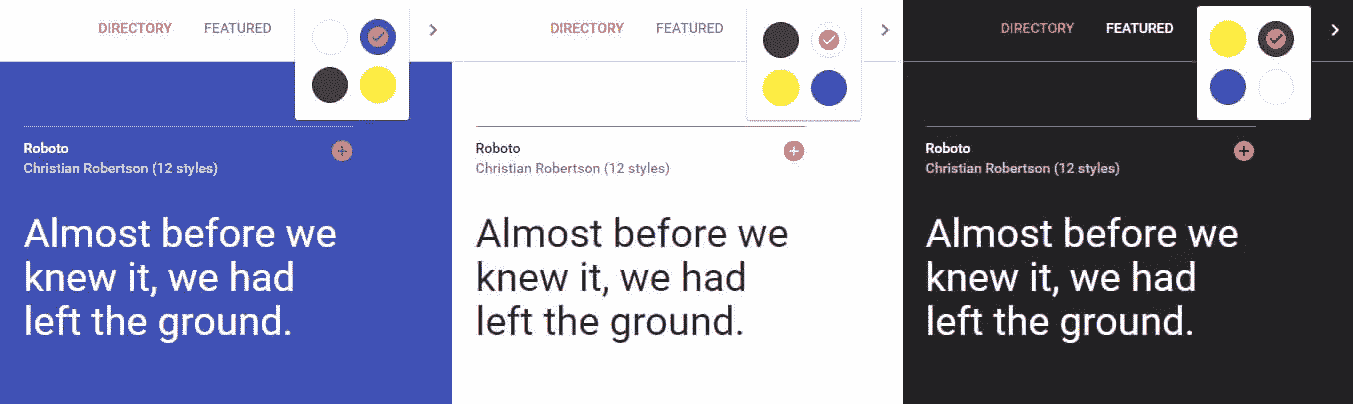 DIRECTORY FEATURED
Roboto
Christian Robertson (12 styles)
Almost before we
knew it, we had
left the ground.
DIRECTORY FEATURED
Roboto
Christian Robertson (12 styles)
Almost before we
knew it, we had
left the ground.
DIRECTORY FEATURED
Roboto
Christian Robertson (12 styles)
Almost before we
knew it, we had
left the ground.